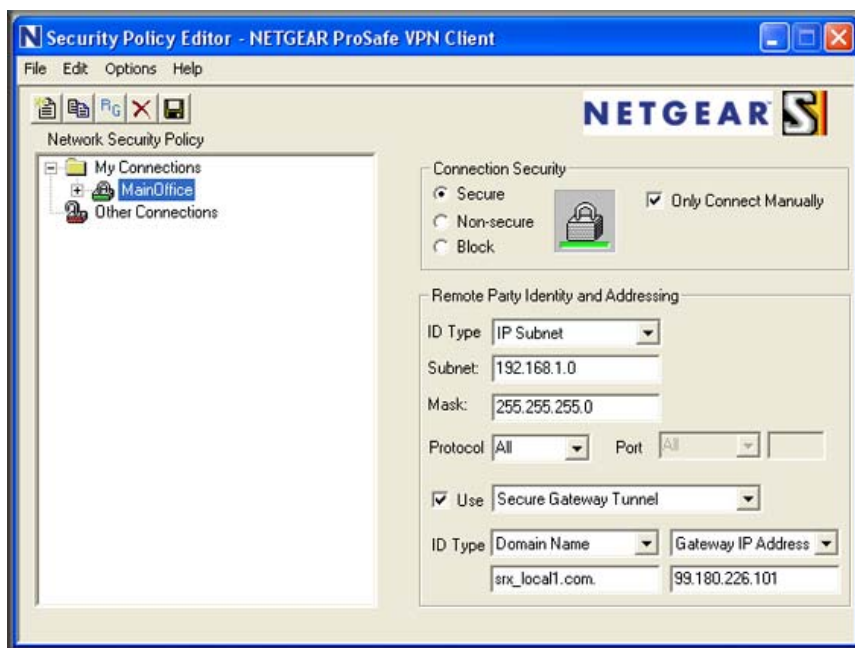 N Security Policy Editor - NETGEAR ProSafe VPN Client
File Edit Options Help
RG
NETGEAR S
Network Security Policy
My Connections
MainOffice
Other Connections
Connection Security
Secure
Only Connect Manually
Non-secure
Block
Remote Party Identity and Addressing
ID Type IP Subnet
Subnet: 192.168.1.0
Mask: 255.255.255.0
Protocol All Port All
Use Secure Gateway Tunnel
ID Type Domain Name Gateway IP Address
srx_local1.com. 99.180.226.101